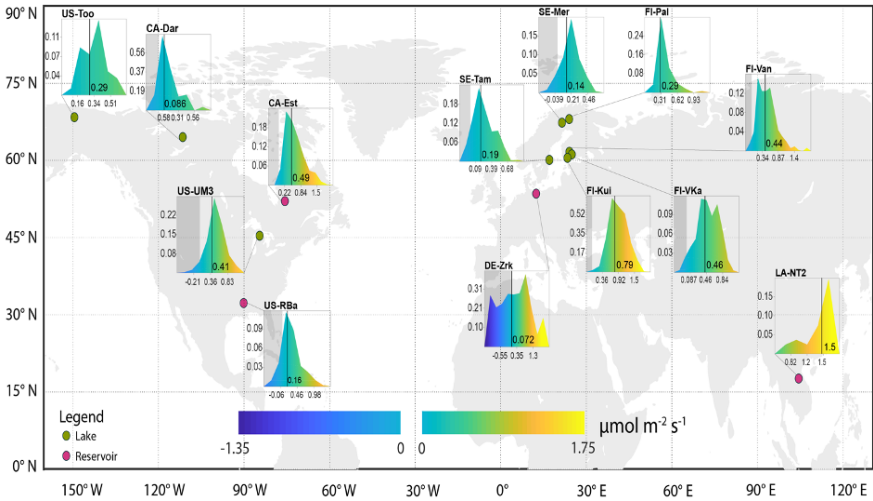 90° N
75° N
60° N
45° N
30° N
15° N
0° N
150° W
120° W
90° W
60° W
30° W
0°
30° E
60° E
90° E
120° E
US-Too
0.11
0.07
0.04
0.29
0.16 0.34 0.51
CA-Dar
0.56
0.37
0.19
0.086
0.58 0.31 0.56
CA-Est
0.18
0.12
0.06
0.49
0.22 0.84 1.5
US-UM3
0.22
0.15
0.08
0.41
-0.21 0.36 0.83
US-RBa
0.09
0.06
0.03
0.16
-0.06 0.46 0.98
SE-Tam
0.18
0.12
0.06
0.19
0.09 0.39 0.68
SE-Mer
0.15
0.10
0.05
0.14
-0.039 0.21 0.46
FI-Pal
0.24
0.16
0.08
0.29
0.31 0.62 0.93
FI-Van
0.12
0.08
0.04
0.44
0.34 0.87 1.4
FI-Kui
0.52
0.35
0.17
0.79
0.36 0.92 1.5
FI-VKa
0.09
0.06
0.03
0.46
0.087 0.46 0.84
DE-Zrk
0.31
0.21
0.10
0.072
-0.55 0.35 1.3
LA-NT2
0.15
0.10
0.05
1.5
0.82 1.2 1.5
Legend
Lake
Reservoir
-1.35 0
0 1.75
μmol m⁻² s⁻¹